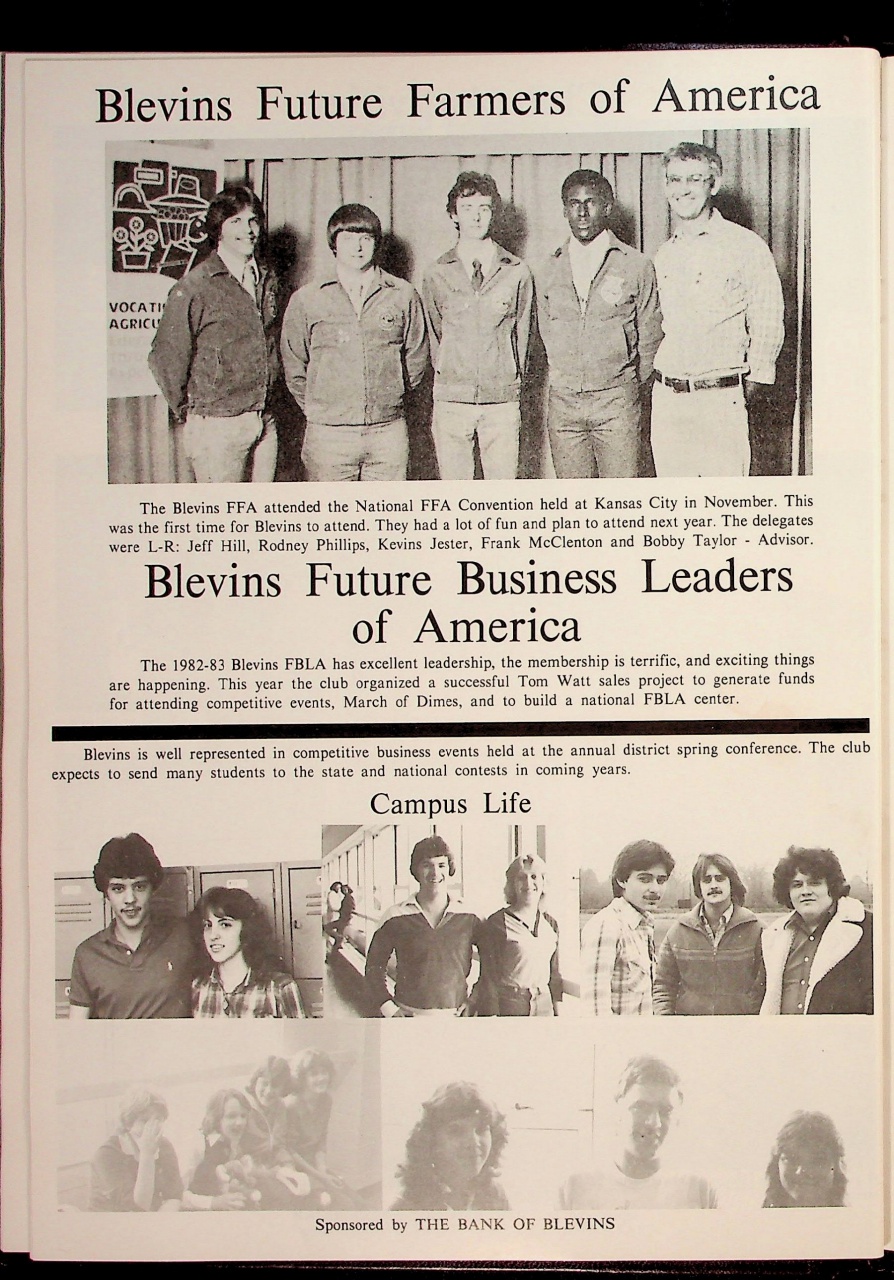 Blevins Future Farmers of America
VOCATI
AGRICU
The Blevins FFA attended the National FFA Convention held at Kansas City in November. This
was the first time for Blevins to attend. They had a lot of fun and plan to attend next year. The delegates
were L-R: Jeff Hill, Rodney Phillips, Kevins Jester, Frank McClenton and Bobby Taylor - Advisor.
Blevins Future Business Leaders
of America
The 1982-83 Blevins FBLA has excellent leadership, the membership is terrific, and exciting things
are happening. This year the club organized a successful Tom Watt sales project to generate funds
for attending competitive events, March of Dimes, and to build a national FBLA center.
Blevins is well represented in competitive business events held at the annual district spring conference. The club
expects to send many students to the state and national contests in coming years.
Campus Life
Sponsored by THE BANK OF BLEVINS